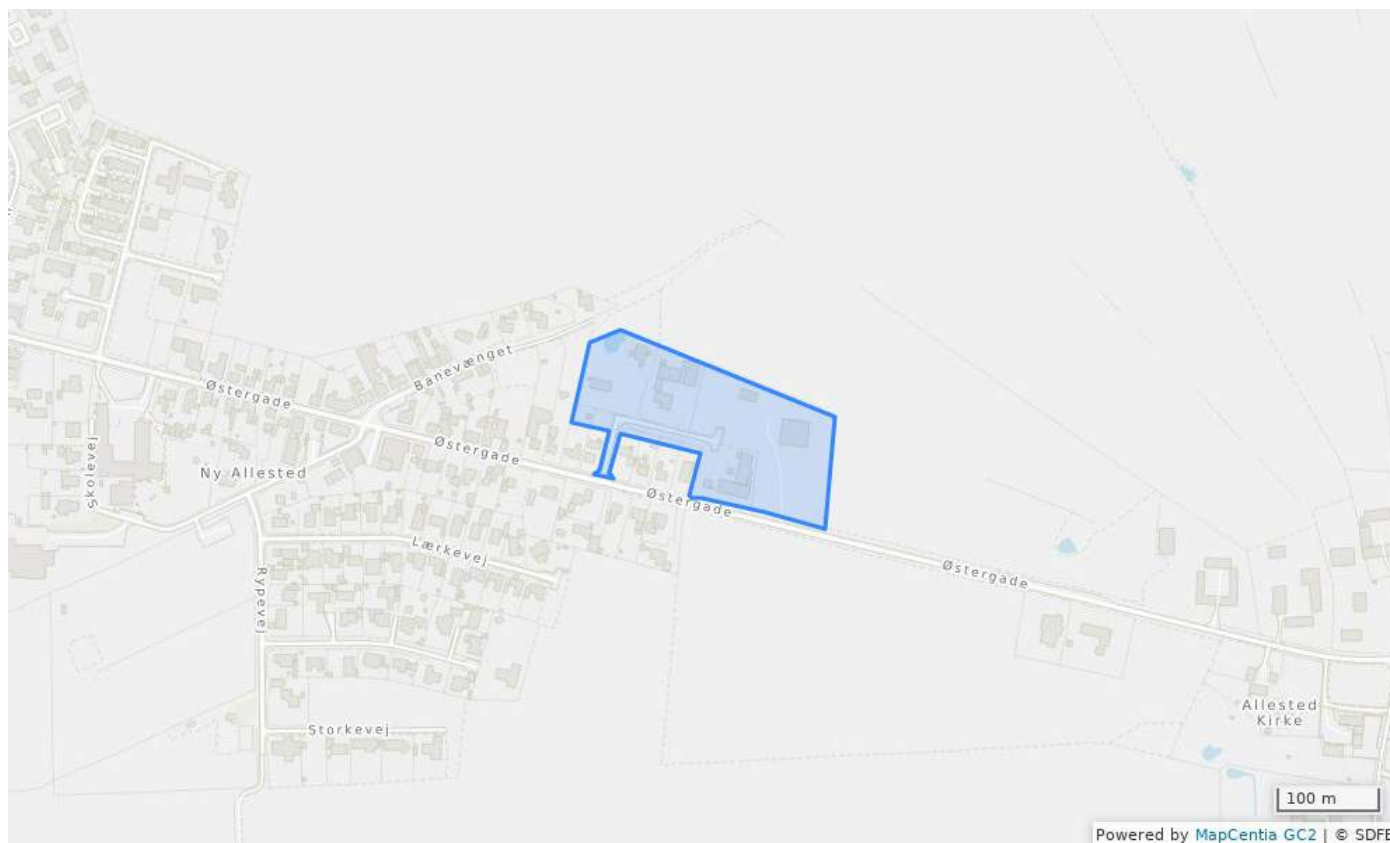 Banevænget
Østergade
Østergade
Ny Allested
Skolevej
Østergade
Lærkevej
Østergade
Rypevej
Storkevej
Allested
Kirke
100 m
Powered by MapCentia GC2 | © SDFE